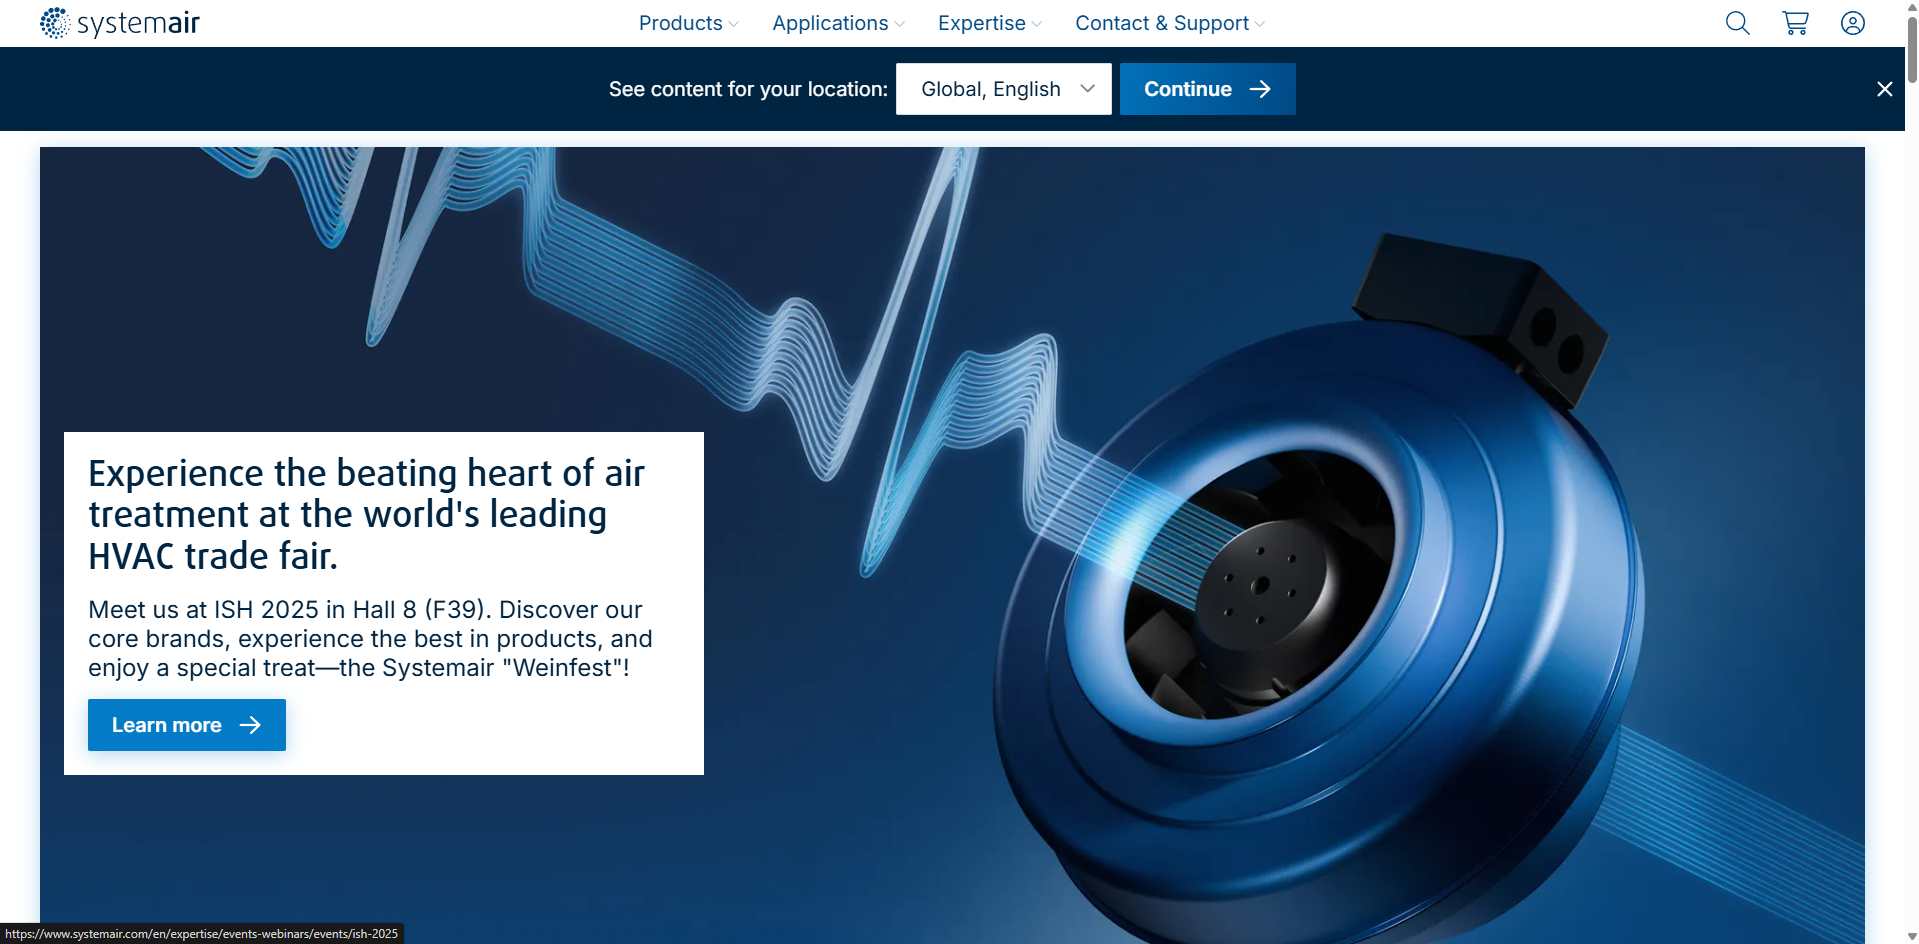 systemair
Products
Applications
Expertise
Contact & Support
See content for your location:
Global, English
Continue
Experience the beating heart of air
treatment at the world's leading
HVAC trade fair.
Meet us at ISH 2025 in Hall 8 (F39). Discover our
core brands, experience the best in products, and
enjoy a special treat—the Systemair "Weinfest"!
Learn more
https://www.systemair.com/en/expertise/events-webinars/events/ish-2025